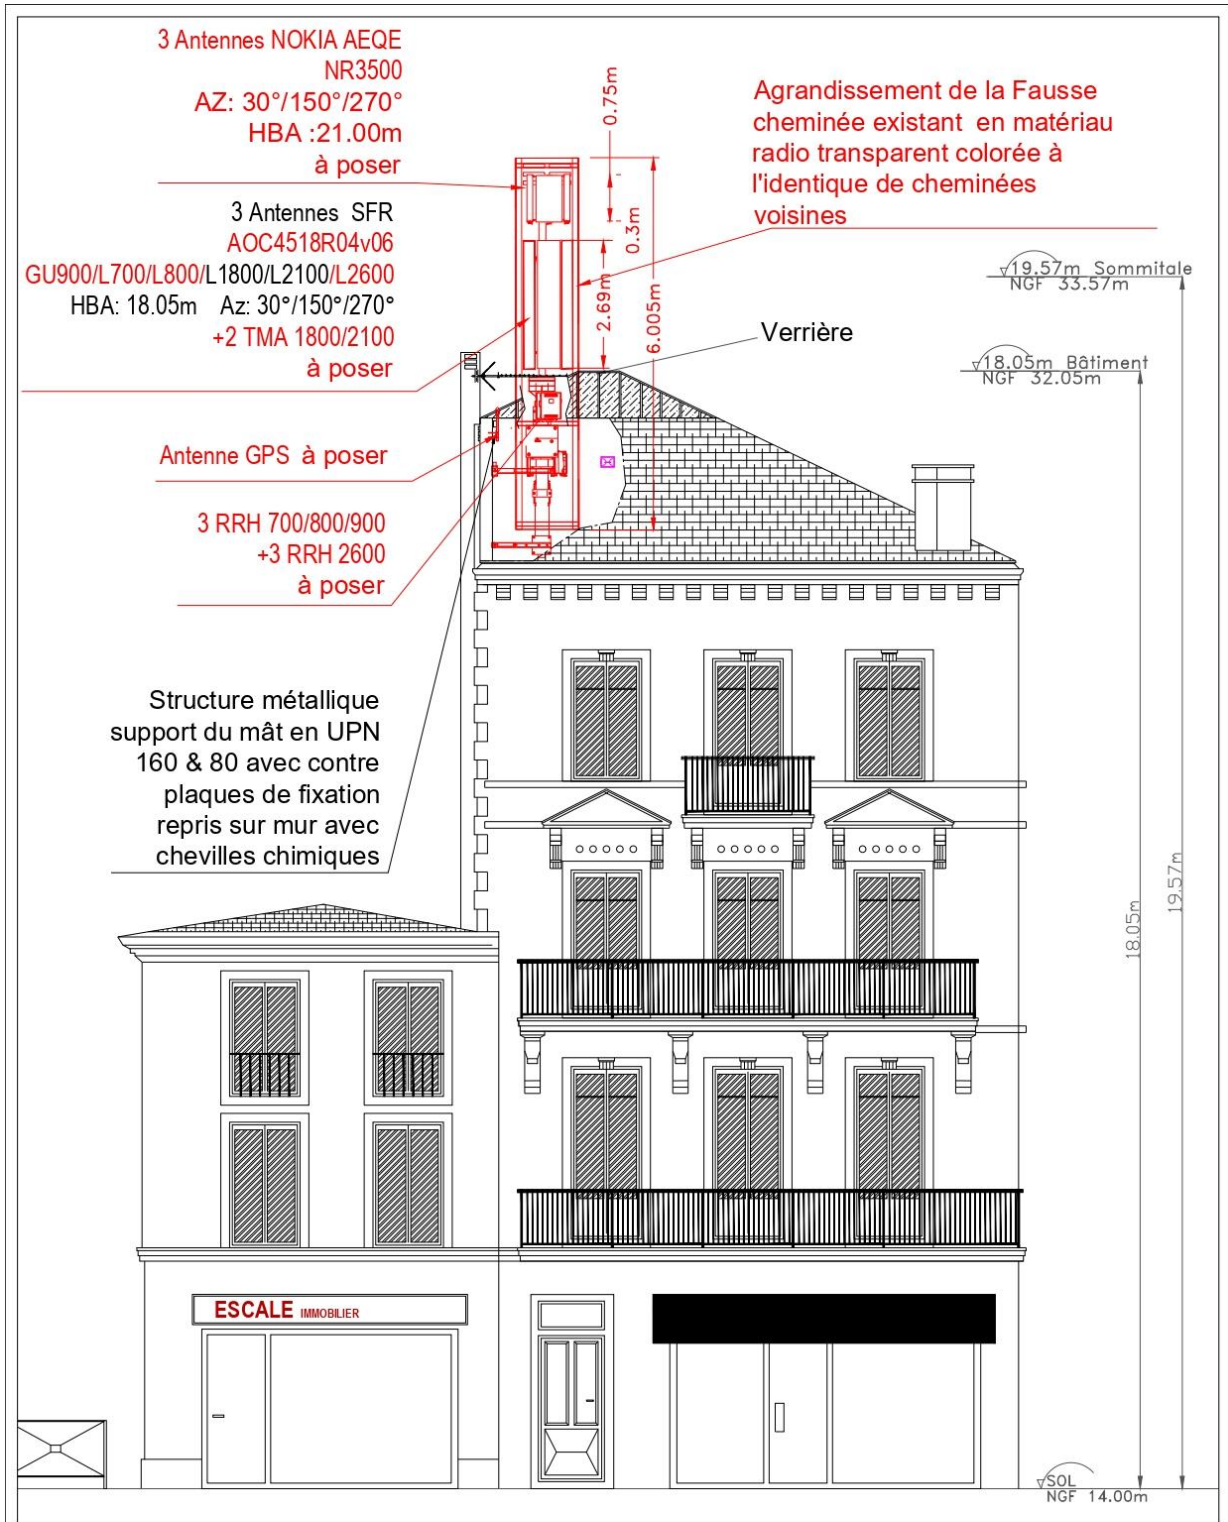 3 Antennes NOKIA AEQE
NR3500
AZ: 30°/150°/270°
HBA :21.00m
à poser
0.75m
Agrandissement de la Fausse
cheminée existant en matériau
radio transparent colorée à
l'identique de cheminées
voisines
3 Antennes SFR
AOC4518R04v06
GU900/L700/L800/L1800/L2100/L2600
HBA: 18.05m Az: 30°/150°/270°
+2 TMA 1800/2100
à poser
0.3m
2.69m
6.005m
19.57m Sommitale
NGF 33.57m
Verrière
18.05m Bâtiment
NGF 32.05m
Antenne GPS à poser
3 RRH 700/800/900
+3 RRH 2600
à poser
Structure métallique
support du mât en UPN
160 & 80 avec contre
plaques de fixation
repris sur mur avec
chevilles chimiques
18.05m
19.57m
ESCALE IMMOBILIER
SOL
NGF 14.00m